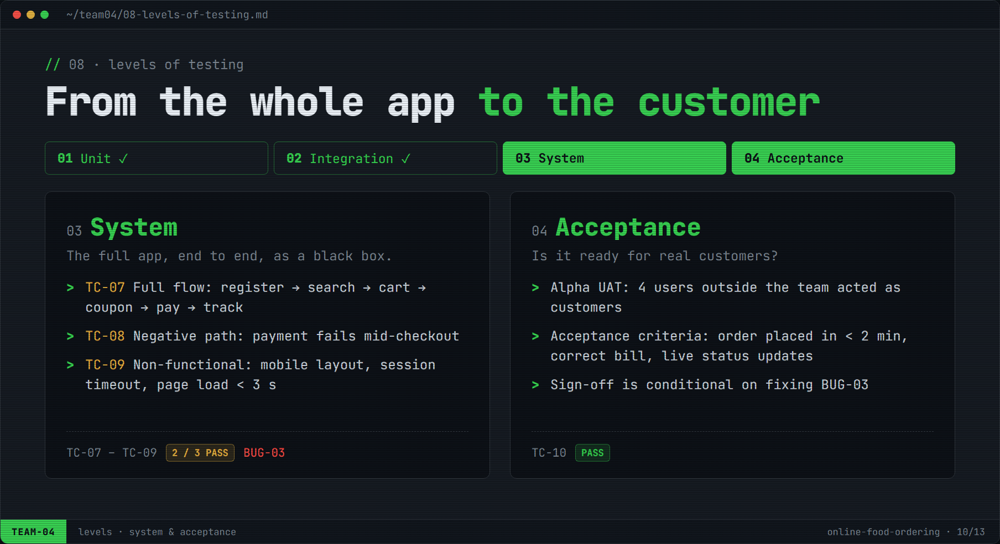 ~/team04/08-levels-of-testing.md
// 08 · levels of testing
From the whole app to the customer
01 Unit ✓
02 Integration ✓
03 System
04 Acceptance
03 System
The full app, end to end, as a black box.
> TC-07 Full flow: register → search → cart →
coupon → pay → track
> TC-08 Negative path: payment fails mid-checkout
> TC-09 Non-functional: mobile layout, session
timeout, page load < 3 s
TC-07 – TC-09 2 / 3 PASS BUG-03
04 Acceptance
Is it ready for real customers?
> Alpha UAT: 4 users outside the team acted as
customers
> Acceptance criteria: order placed in < 2 min,
correct bill, live status updates
> Sign-off is conditional on fixing BUG-03
TC-10 PASS
TEAM-04
levels · system & acceptance
online-food-ordering · 10/13